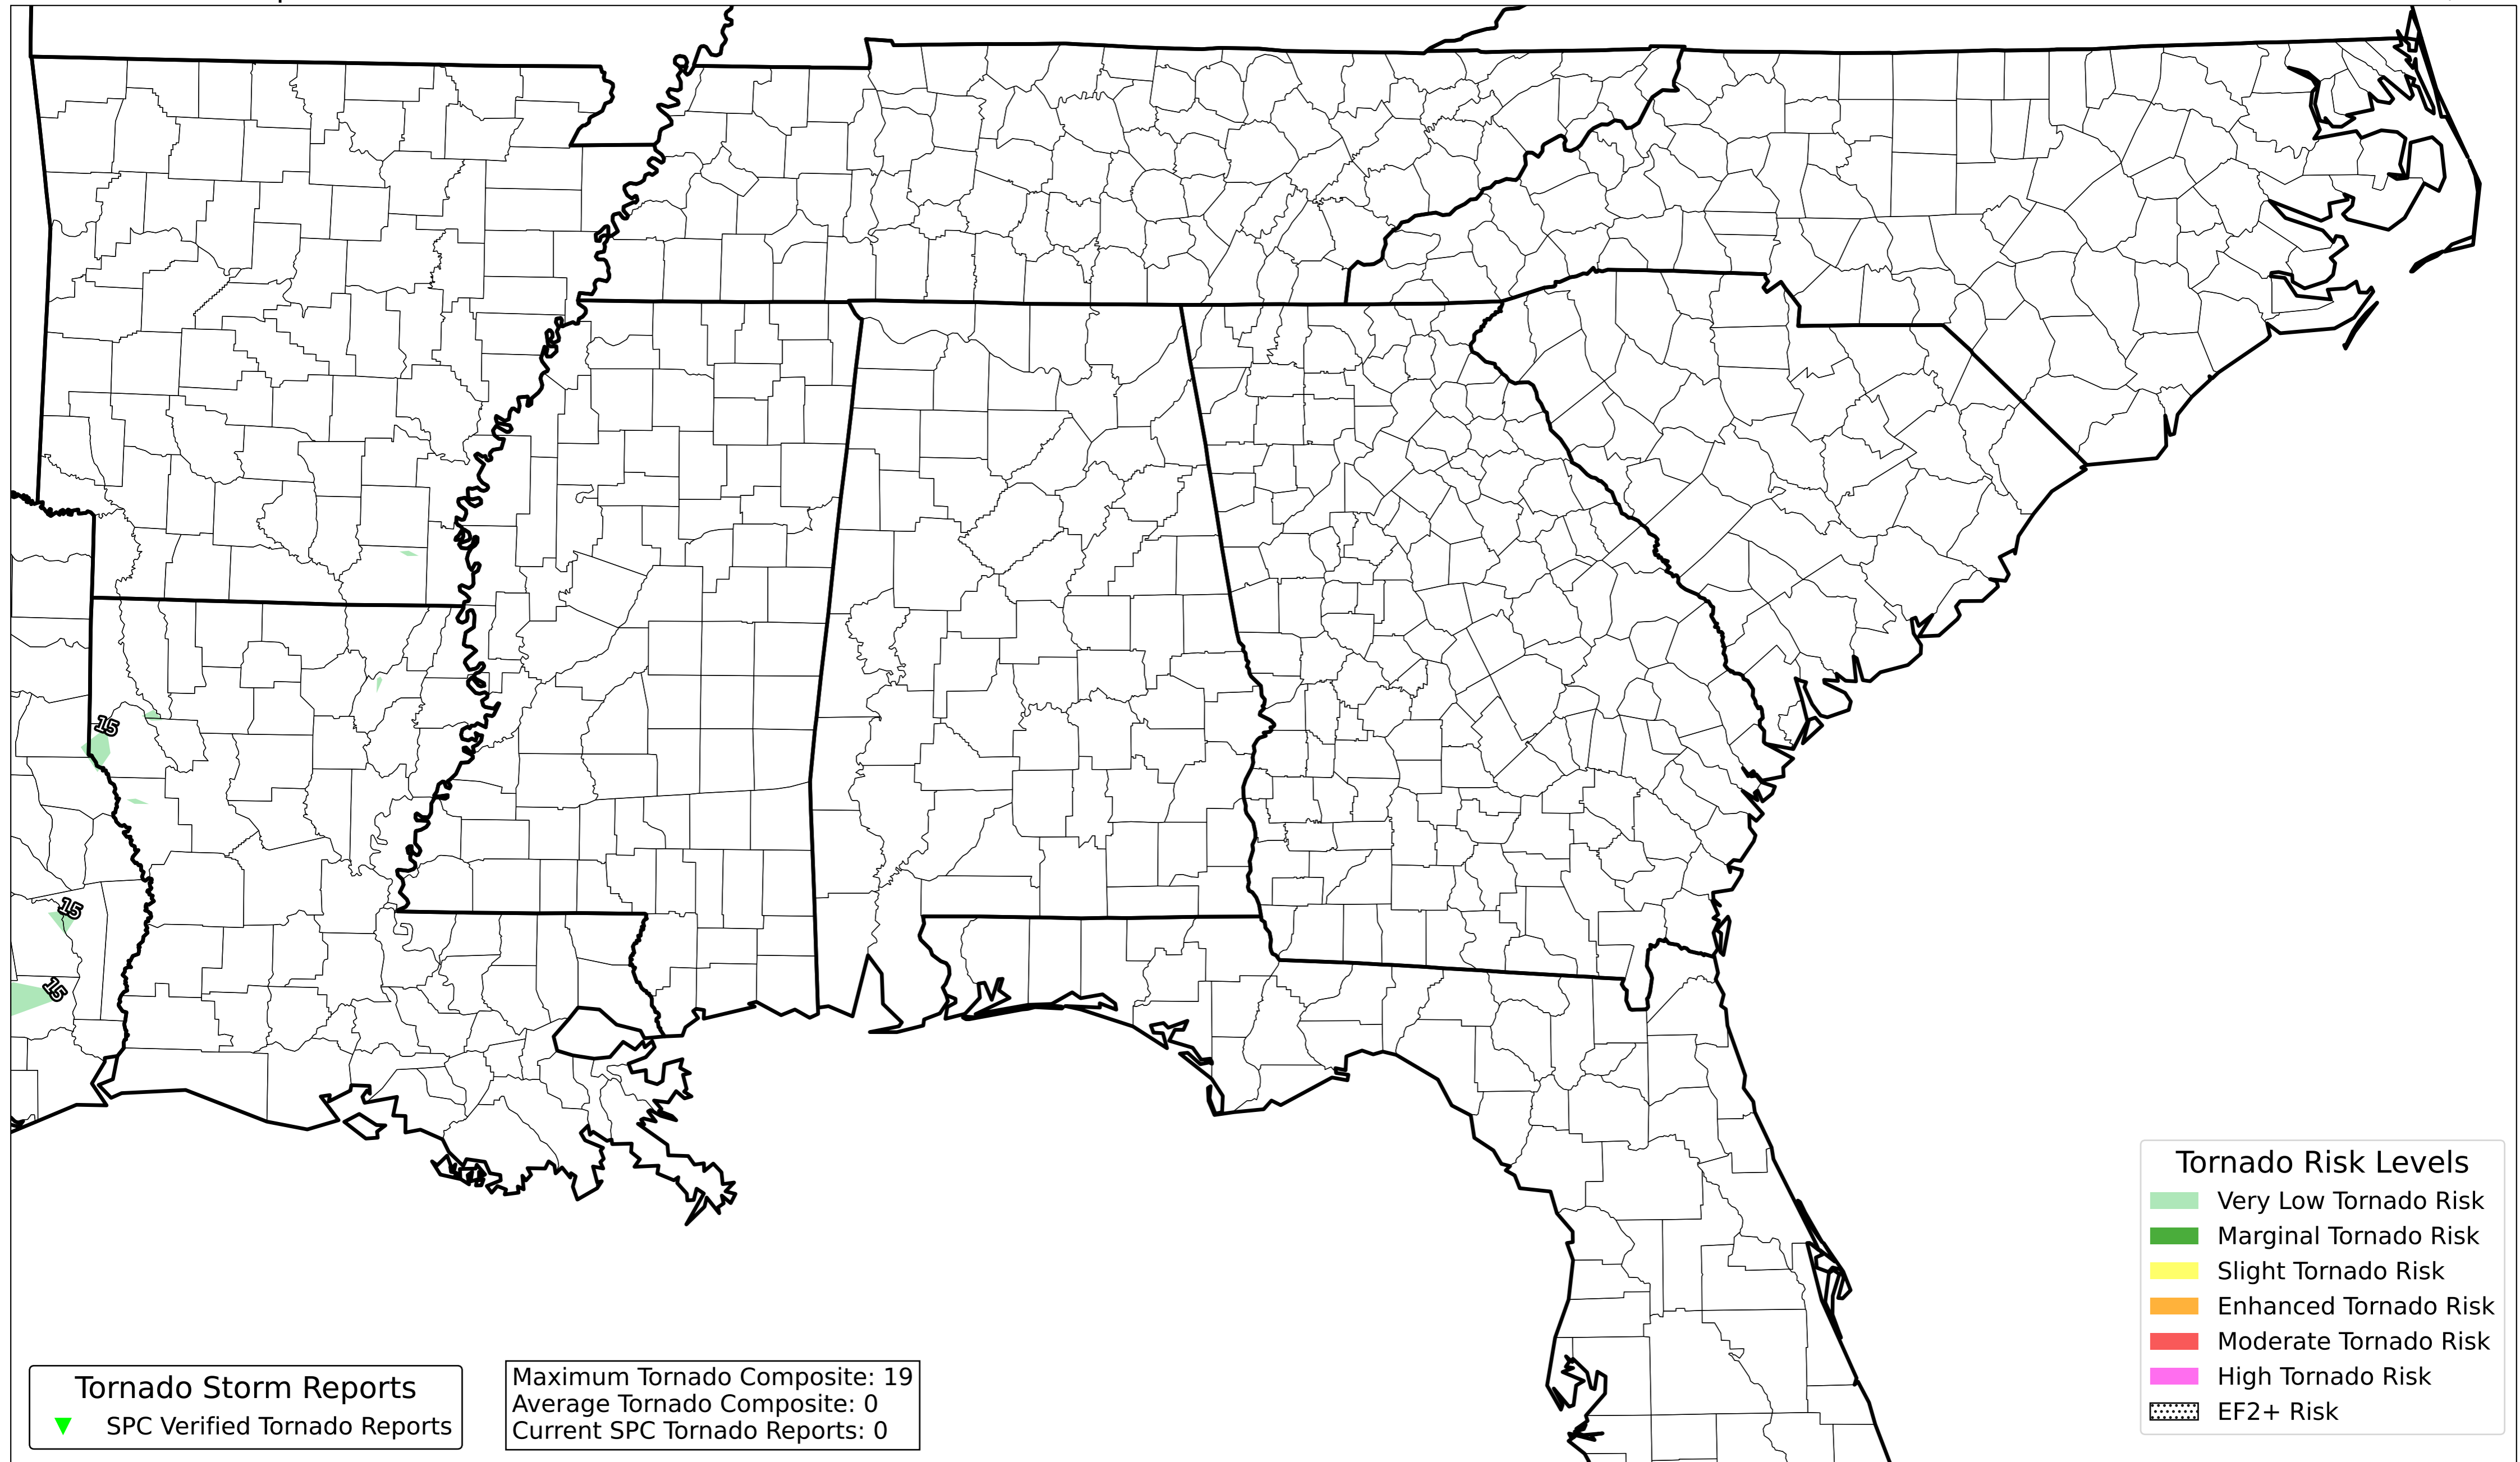 15
15
15
Tornado Risk Levels
Very Low Tornado Risk
Marginal Tornado Risk
Slight Tornado Risk
Enhanced Tornado Risk
Moderate Tornado Risk
High Tornado Risk
EF2+ Risk
Tornado Storm Reports
SPC Verified Tornado Reports
Maximum Tornado Composite: 19
Average Tornado Composite: 0
Current SPC Tornado Reports: 0